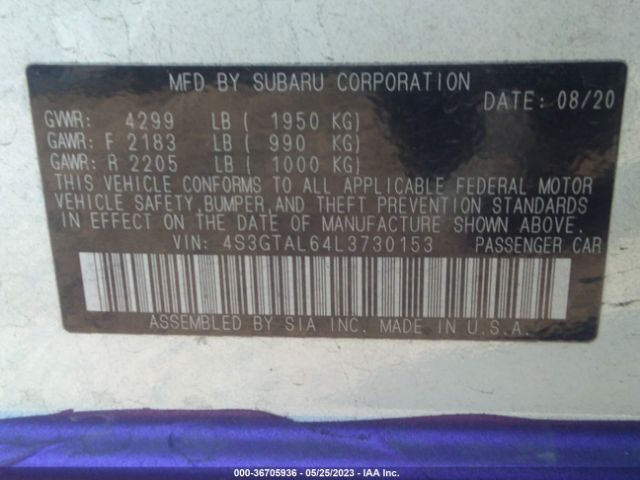 MFD BY SUBARU CORPORATION
DATE: 08/20
GVWR: 4299 LB ( 1950 KG)
GAWR: F 2183 LB ( 990 KG)
GAWR: R 2205 LB ( 1000 KG)
THIS VEHICLE CONFORMS TO ALL APPLICABLE FEDERAL MOTOR
VEHICLE SAFETY, BUMPER, AND THEFT PREVENTION STANDARDS
IN EFFECT ON THE DATE OF MANUFACTURE SHOWN ABOVE.
VIN: 4S3GTAL64L3730153 PASSENGER CAR
ASSEMBLED BY SIA INC. MADE IN U.S.A.
000-36705936 - 05/25/2023 - IAA Inc.